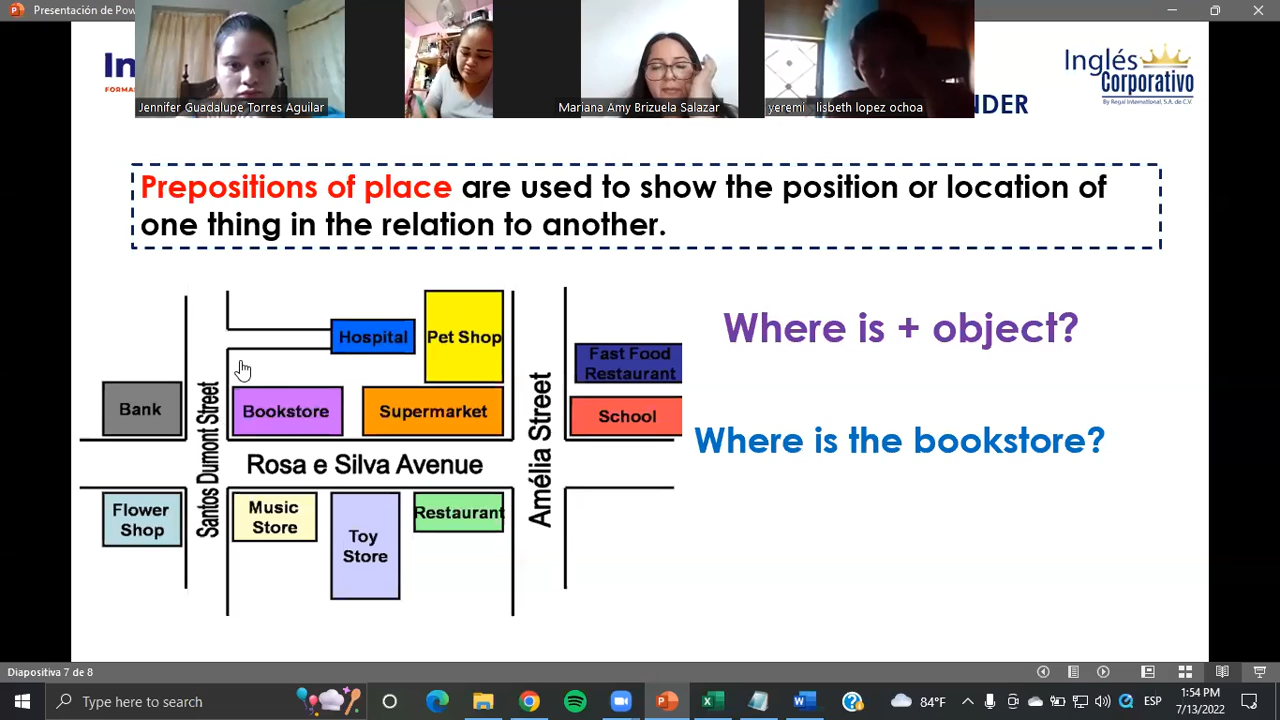 Presentación de Pow
Jennifer Guadalupe Torres Aguilar
Mariana Amy Brizuela Salazar
yeremi lisbeth lopez ochoa
In
FORMA
NDER
Inglés
Corporativo
By Regal International, S.A. de C.V.
Prepositions of place are used to show the position or location of
one thing in the relation to another.
Hospital
Pet Shop
Fast Food
Restaurant
Bank
Santos Dumont Street
Bookstore
Supermarket
Amélia Street
School
Rosa e Silva Avenue
Flower
Shop
Music
Store
Toy
Store
Restaurant
Where is + object?
Where is the bookstore?
Diapositiva 7 de 8
Type here to search
84°F
ESP
1:54 PM
7/13/2022